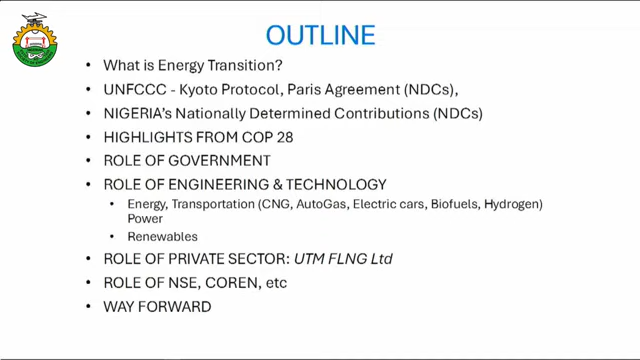 OUTLINE
• What is Energy Transition?
• UNFCCC - Kyoto Protocol, Paris Agreement (NDCs),
• NIGERIA's Nationally Determined Contributions (NDCs)
• HIGHLIGHTS FROM COP 28
• ROLE OF GOVERNMENT
• ROLE OF ENGINEERING & TECHNOLOGY
• Energy, Transportation (CNG, AutoGas, Electric cars, Biofuels, Hydrogen)
Power
• Renewables
• ROLE OF PRIVATE SECTOR: UTM FLNG Ltd
• ROLE OF NSE, COREN, etc
• WAY FORWARD